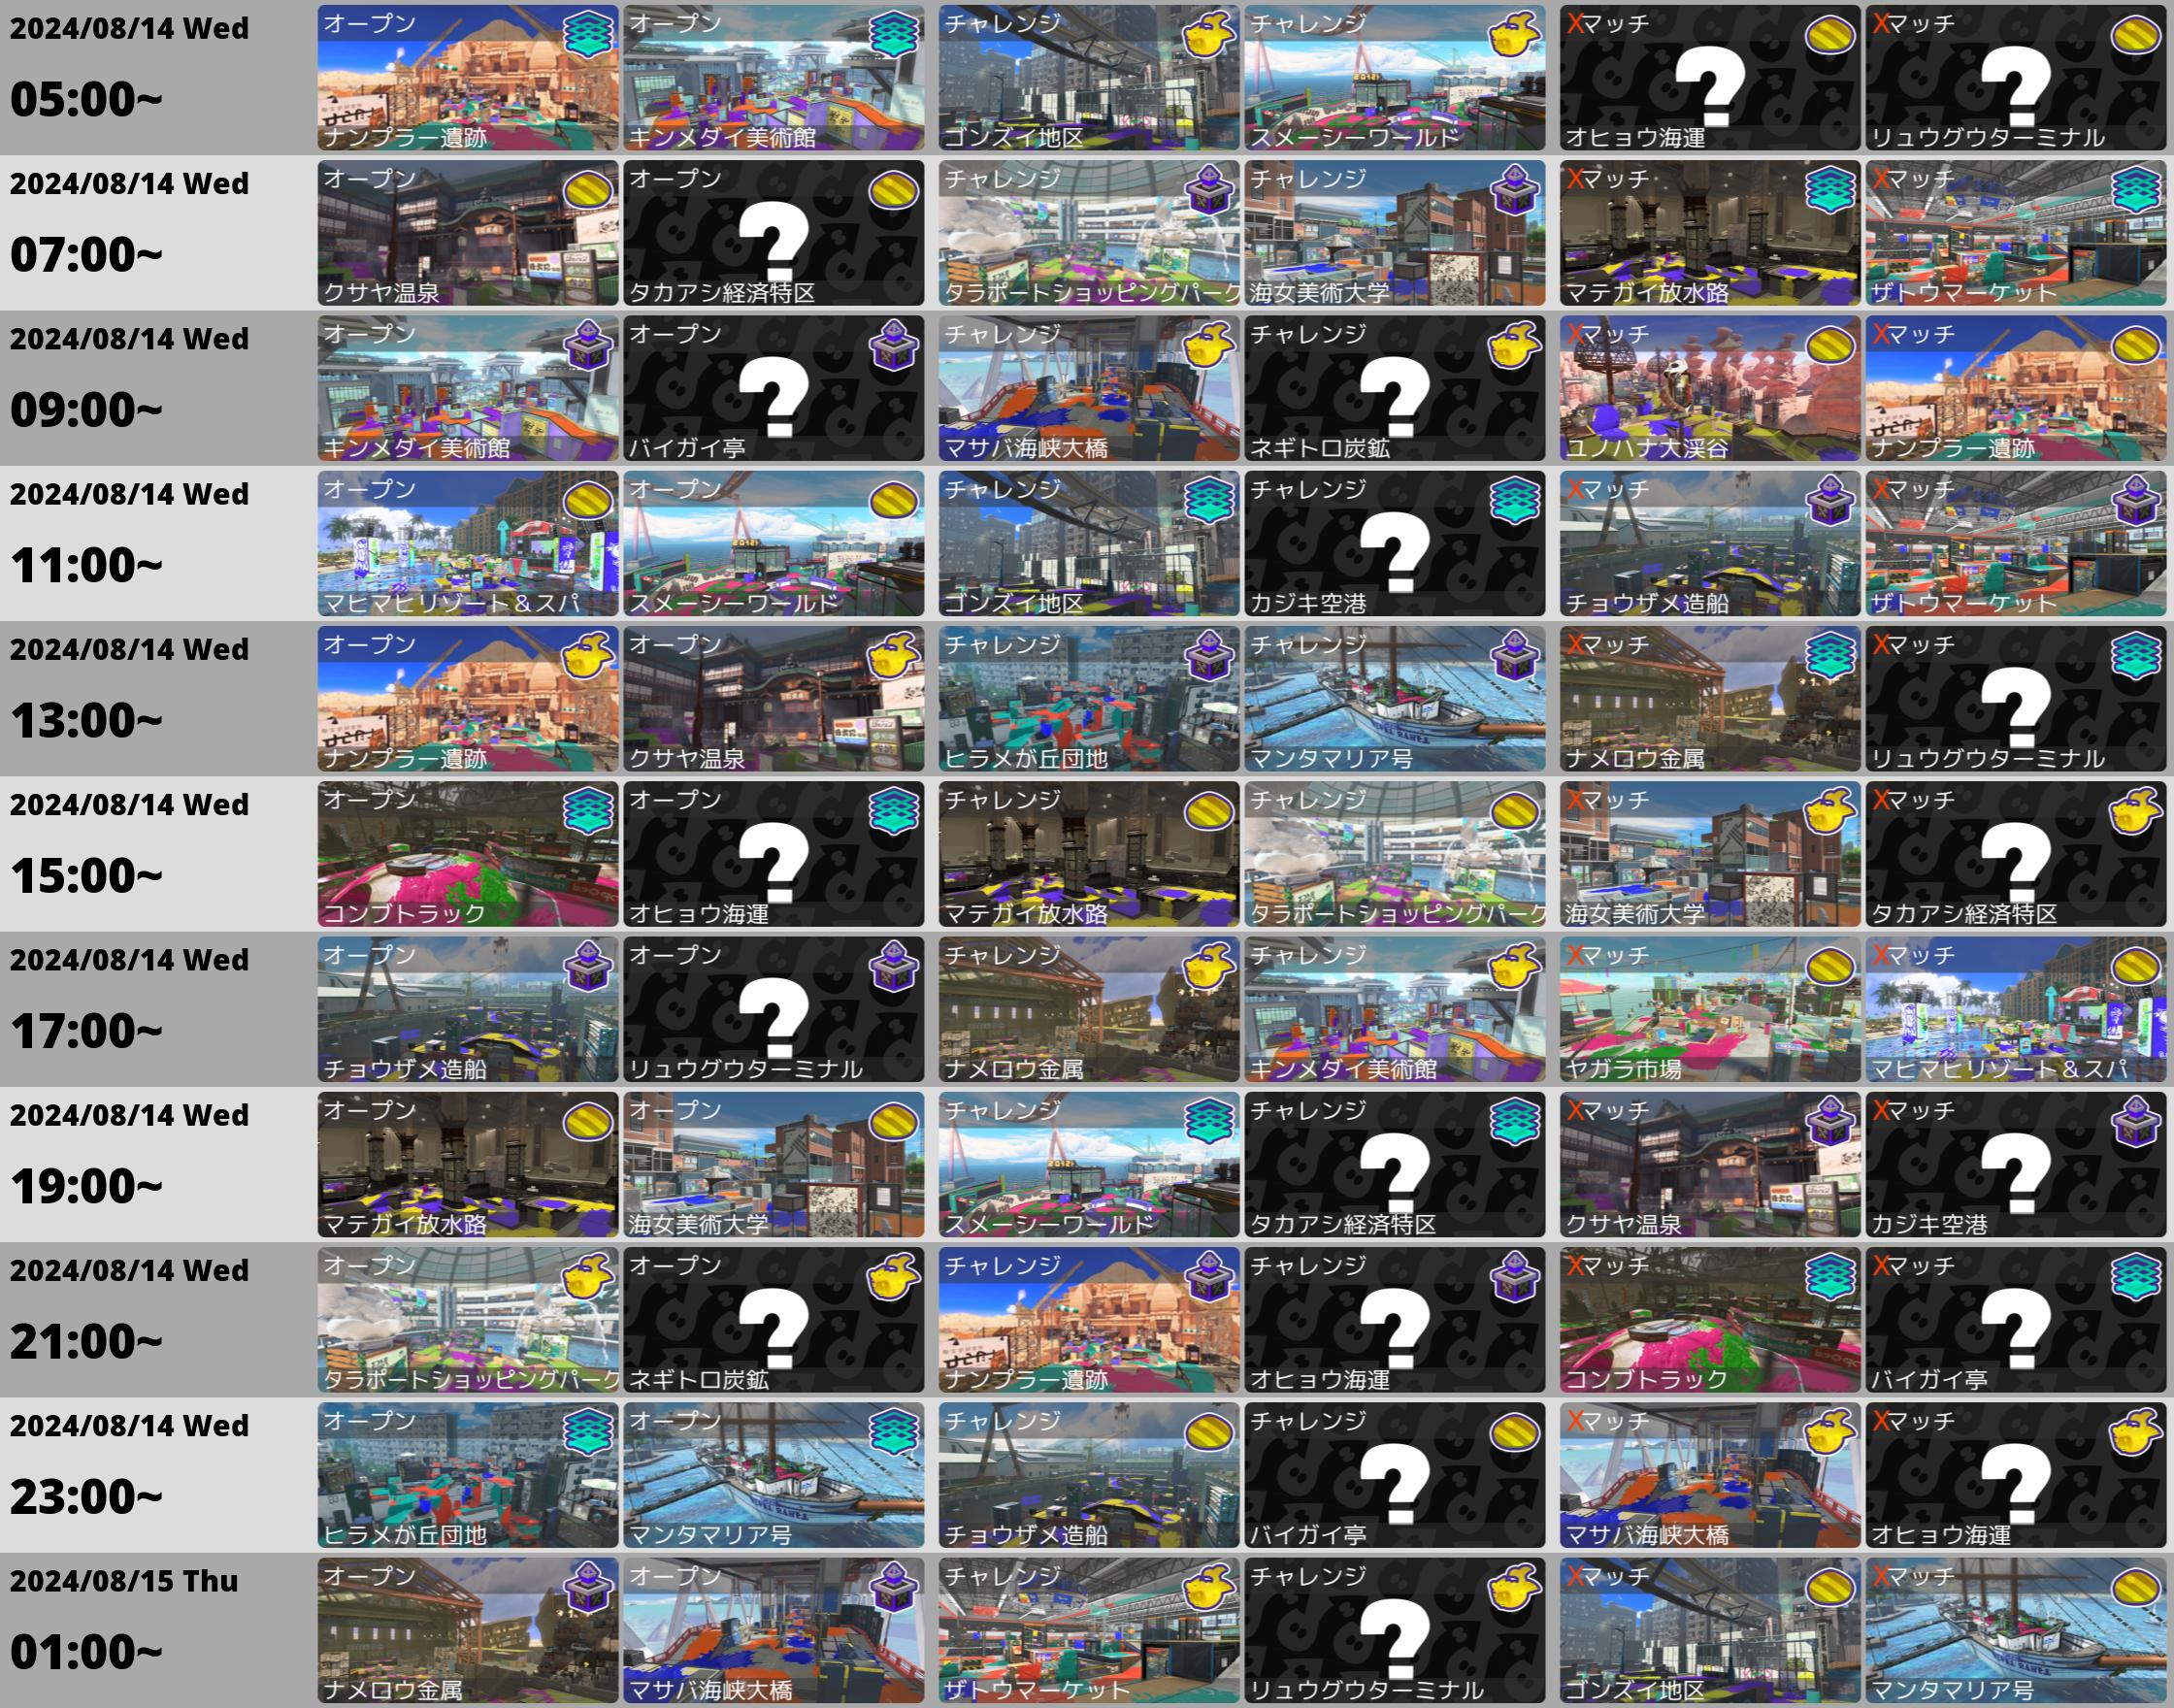 2024/08/14 Wed
05:00~
オープン オープン チャレンジ チャレンジ Xマッチ Xマッチ
ナンプラー遺跡 キンメダイ美術館 ゴンズイ地区 スメーシーワールド オヒョウ海運 リュウグウターミナル
2024/08/14 Wed
07:00~
オープン オープン チャレンジ チャレンジ Xマッチ Xマッチ
クサヤ温泉 タカアシ経済特区 タラポートショッピングパーク 海女美術大学 マテガイ放水路 ザトウマーケット
2024/08/14 Wed
09:00~
オープン オープン チャレンジ チャレンジ Xマッチ Xマッチ
キンメダイ美術館 バイガイ亭 マサバ海峡大橋 ネギトロ炭鉱 ユノハナ大渓谷 ナンプラー遺跡
2024/08/14 Wed
11:00~
オープン オープン チャレンジ チャレンジ Xマッチ Xマッチ
マヒマヒリゾート&スパ スメーシーワールド ゴンズイ地区 カジキ空港 チョウザメ造船 ザトウマーケット
2024/08/14 Wed
13:00~
オープン オープン チャレンジ チャレンジ Xマッチ Xマッチ
ナンプラー遺跡 クサヤ温泉 ヒラメが丘団地 マンタマリア号 ナメロウ金属 リュウグウターミナル
2024/08/14 Wed
15:00~
オープン オープン チャレンジ チャレンジ Xマッチ Xマッチ
コンブトラック オヒョウ海運 マテガイ放水路 タラポートショッピングパーク 海女美術大学 タカアシ経済特区
2024/08/14 Wed
17:00~
オープン オープン チャレンジ チャレンジ Xマッチ Xマッチ
チョウザメ造船 リュウグウターミナル ナメロウ金属 キンメダイ美術館 ヤガラ市場 マヒマヒリゾート&スパ
2024/08/14 Wed
19:00~
オープン オープン チャレンジ チャレンジ Xマッチ Xマッチ
マテガイ放水路 海女美術大学 スメーシーワールド タカアシ経済特区 クサヤ温泉 カジキ空港
2024/08/14 Wed
21:00~
オープン オープン チャレンジ チャレンジ Xマッチ Xマッチ
タラポートショッピングパーク ネギトロ炭鉱 ナンプラー遺跡 オヒョウ海運 コンブトラック バイガイ亭
2024/08/14 Wed
23:00~
オープン オープン チャレンジ チャレンジ Xマッチ Xマッチ
ヒラメが丘団地 マンタマリア号 チョウザメ造船 バイガイ亭 マサバ海峡大橋 オヒョウ海運
2024/08/15 Thu
01:00~
オープン オープン チャレンジ チャレンジ Xマッチ Xマッチ
ナメロウ金属 マサバ海峡大橋 ザトウマーケット リュウグウターミナル ゴンズイ地区 マンタマリア号